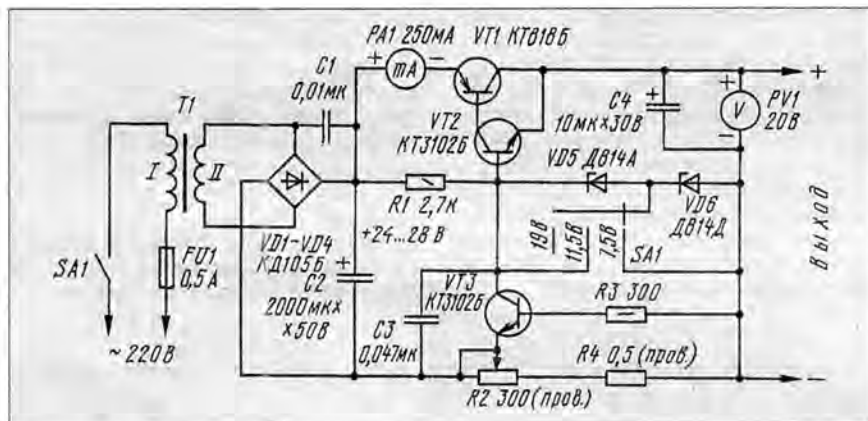 PA1 250МА VT1 КТ818Б
C1
0,01МК
+
mA
−
T1
I
II
VT2
КТ3102Б
+
C4
10МК×30В
+
V
−
PV1
20В
+
VD5 Д814А
R1 2,7К
+24...28 В
VD6
Д814Д
19В
11,5В
7,5В
SA1
SA1
FU1
0,5А
VD1–VD4
КД105Б
+
C2
2000МК×
×50В
VT3
КТ3102Б
R3 300
C3
0,047МК
~220В
R2 300(пров.)
R4 0,5(пров.)
−
ВЫХОД